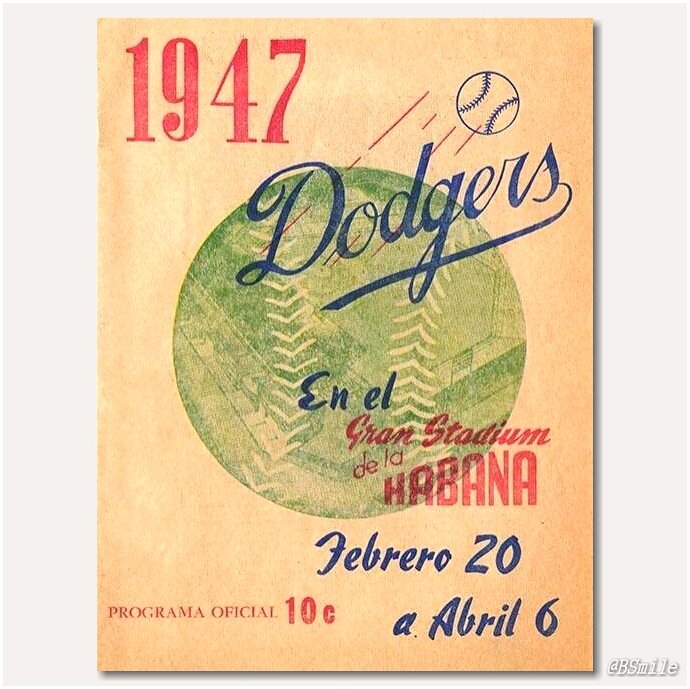 1947
Dodgers
En el
Gran Stadium
de la
HABANA
Febrero 20
a Abril 6
PROGRAMA OFICIAL 10c
@BSmile